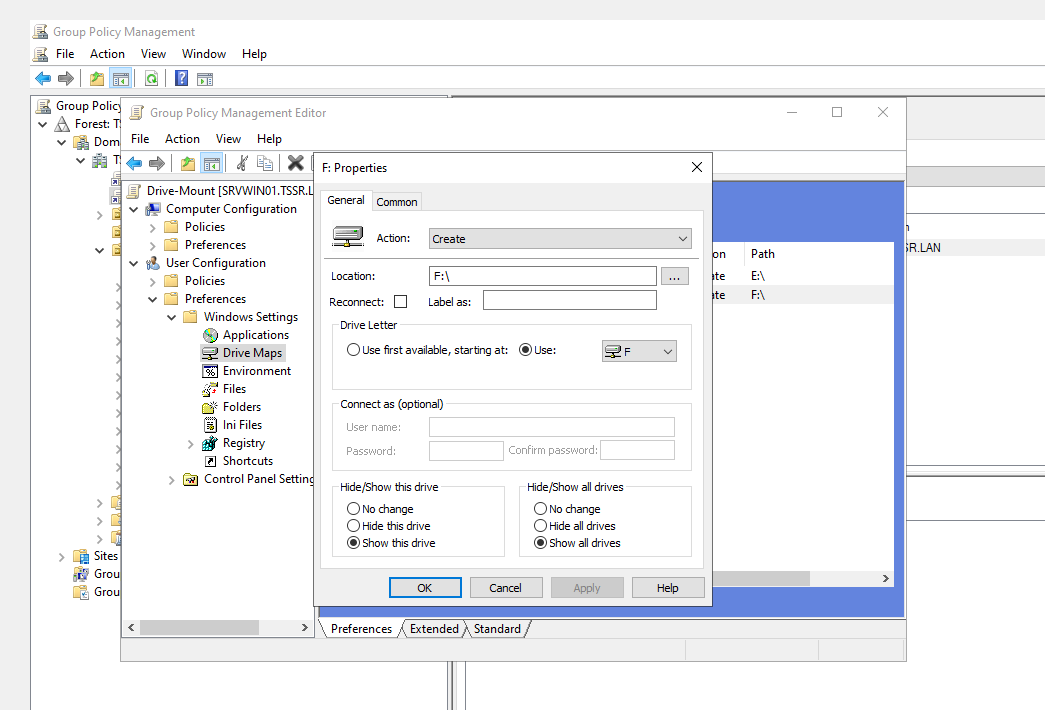 Group Policy Management
File Action View Window Help
Group Policy
Forest: T
Dom
Sites
Grou
Grou
Group Policy Management Editor
File Action View Help
Drive-Mount [SRVWIN01.TSSR.L
Computer Configuration
Policies
Preferences
User Configuration
Policies
Preferences
Windows Settings
Applications
Drive Maps
Environment
Files
Folders
Ini Files
Registry
Shortcuts
Control Panel Setting
Preferences Extended Standard
on Path
ate E:\
ate F:\
SR.LAN
F: Properties
General Common
Action: Create
Location: F:\ ...
Reconnect: Label as:
Drive Letter
Use first available, starting at: Use: F
Connect as (optional)
User name:
Password: Confirm password:
Hide/Show this drive Hide/Show all drives
No change No change
Hide this drive Hide all drives
Show this drive Show all drives
OK Cancel Apply Help